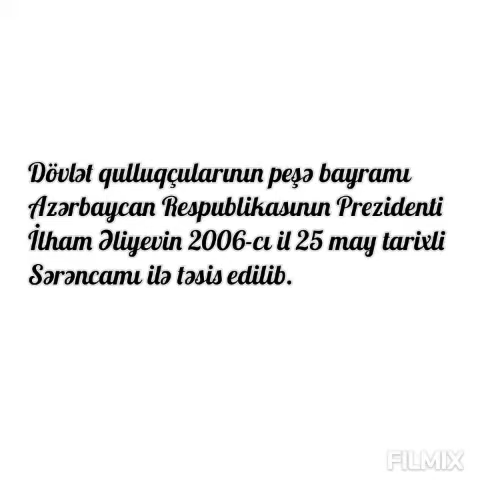 Dövlət qulluqçularının peşə bayramı
Azərbaycan Respublikasının Prezidenti
İlham Əliyevin 2006-cı il 25 may tarixli
Sərəncamı ilə təsis edilib.
FILMIX